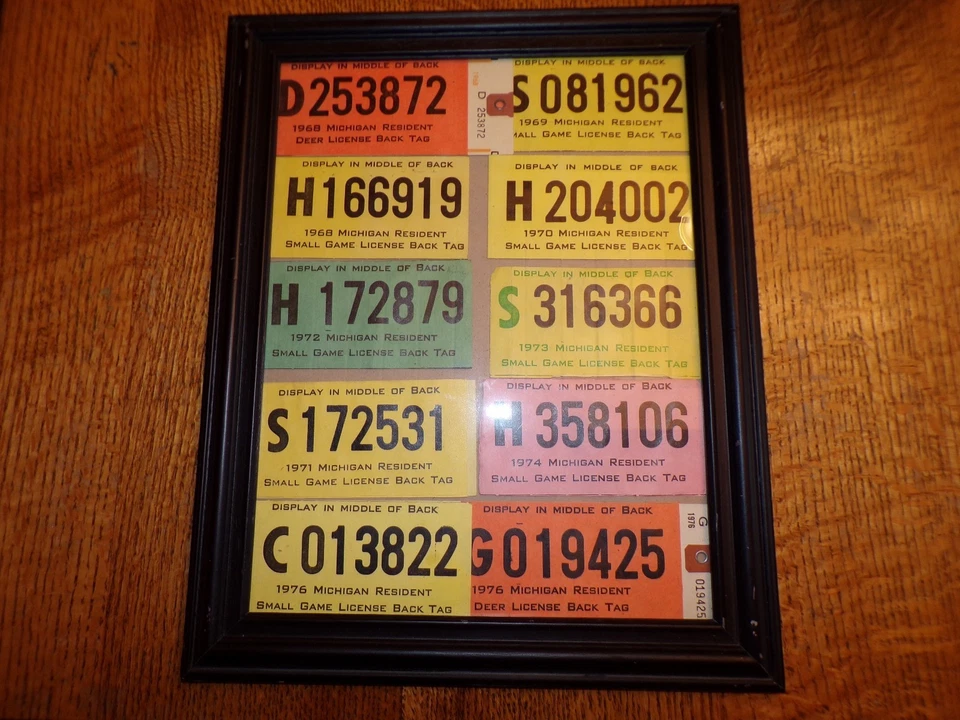 DISPLAY IN MIDDLE OF BACK
D253872
1968 MICHIGAN RESIDENT
DEER LICENSE BACK TAG
D 253872
DISPLAY IN MIDDLE OF BACK
S 081962
1969 MICHIGAN RESIDENT
SMALL GAME LICENSE BACK TAG
DISPLAY IN MIDDLE OF BACK
H166919
1968 MICHIGAN RESIDENT
SMALL GAME LICENSE BACK TAG
DISPLAY IN MIDDLE OF BACK
H 204002
1970 MICHIGAN RESIDENT
SMALL GAME LICENSE BACK TAG
DISPLAY IN MIDDLE OF BACK
H 172879
1972 MICHIGAN RESIDENT
SMALL GAME LICENSE BACK TAG
DISPLAY IN MIDDLE OF BACK
S 316366
1973 MICHIGAN RESIDENT
SMALL GAME LICENSE BACK TAG
DISPLAY IN MIDDLE OF BACK
S 172531
1971 MICHIGAN RESIDENT
SMALL GAME LICENSE BACK TAG
DISPLAY IN MIDDLE OF BACK
H 358106
1974 MICHIGAN RESIDENT
SMALL GAME LICENSE BACK TAG
DISPLAY IN MIDDLE OF BACK
C 013822
1976 MICHIGAN RESIDENT
SMALL GAME LICENSE BACK TAG
DISPLAY IN MIDDLE OF BACK
G019425
1976 MICHIGAN RESIDENT
DEER LICENSE BACK TAG
G
1976
019425